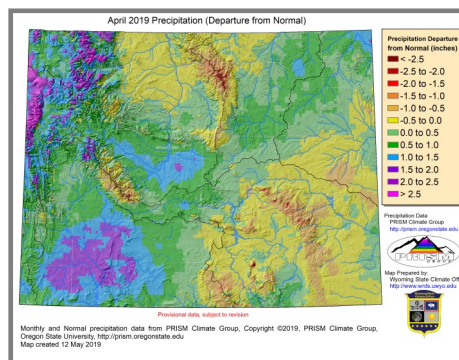 April 2019 Precipitation (Departure from Normal)
Precipitation Departure
from Normal (inches)
< -2.5
-2.5 to -2.0
-2.0 to -1.5
-1.5 to -1.0
-1.0 to -0.5
-0.5 to 0.0
0.0 to 0.5
0.5 to 1.0
1.0 to 1.5
1.5 to 2.0
2.0 to 2.5
> 2.5
Precipitation Data
PRISM Climate Group
http://prism.oregonstate.edu
PRISM
Map Prepared by:
Wyoming State Climate Off
http://www.wrds.uwyo.edu
Provisional data, subject to revision
Monthly and Normal precipitation data from PRISM Climate Group, Copyright ©2019, PRISM Climate Group,
Oregon State University, http://prism.oregonstate.edu
Map created 12 May 2019